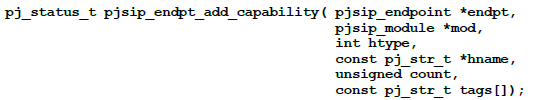 pj_status_t pjsip_endpt_add_capability( pjsip_endpoint *endpt,
pjsip_module *mod,
int htype,
const pj_str_t *hname,
unsigned count,
const pj_str_t tags[]);